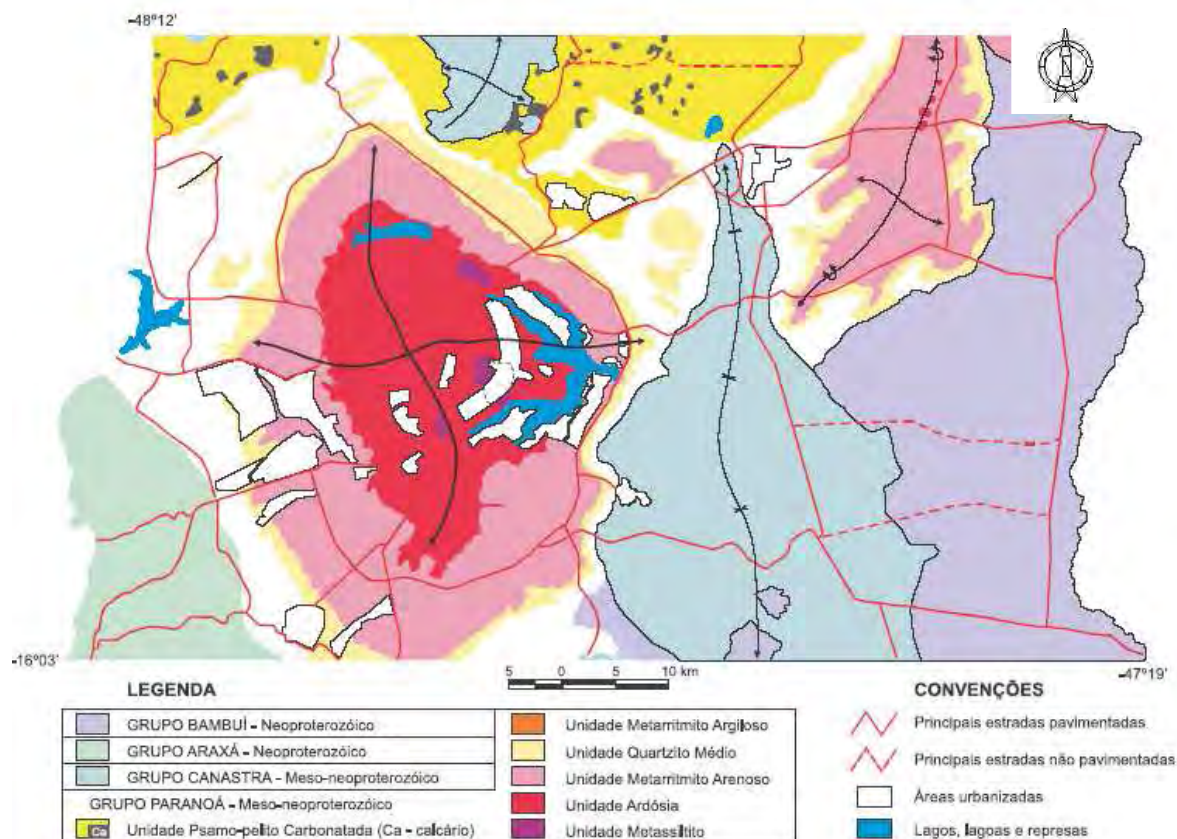 -48º12'
N
-16º03'
-47º19'
5 0 5 10 km
LEGENDA
GRUPO BAMBUÍ - Neoproterozóico
GRUPO ARAXÁ - Neoproterozóico
GRUPO CANASTRA - Meso-neoproterozóico
GRUPO PARANOÁ - Meso-neoproterozóico
Ca Unidade Psamo-pelito Carbonatada (Ca - calcário)
Unidade Metarritmito Argiloso
Unidade Quartzito Médio
Unidade Metarritmito Arenoso
Unidade Ardósia
Unidade Metassiltito
CONVENÇÕES
Principais estradas pavimentadas
Principais estradas não pavimentadas
Áreas urbanizadas
Lagos, lagoas e represas